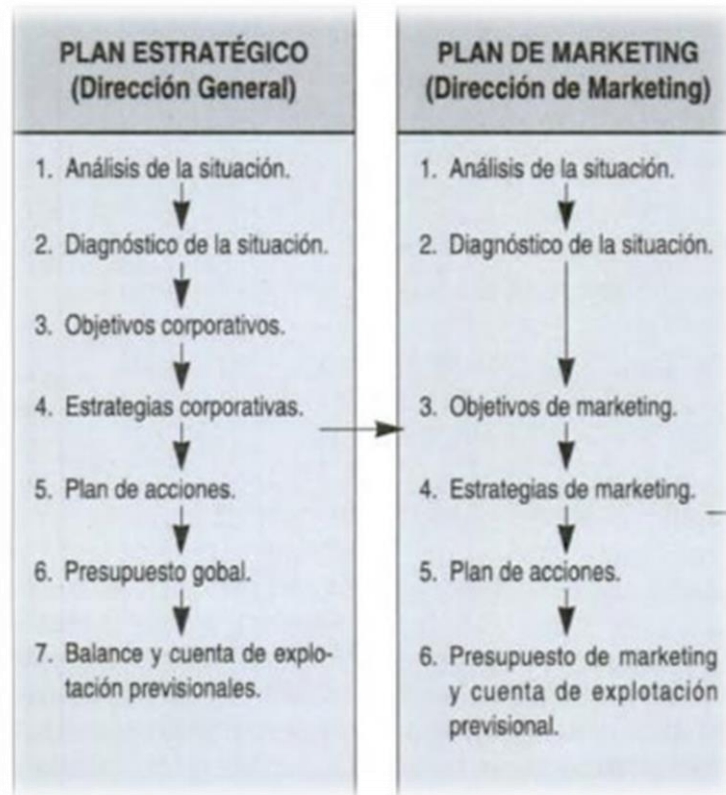 PLAN ESTRATÉGICO
(Dirección General)
1. Análisis de la situación.
2. Diagnóstico de la situación.
3. Objetivos corporativos.
4. Estrategias corporativas.
5. Plan de acciones.
6. Presupuesto gobal.
7. Balance y cuenta de explo-
tación previsionales.
PLAN DE MARKETING
(Dirección de Marketing)
1. Análisis de la situación.
2. Diagnóstico de la situación.
3. Objetivos de marketing.
4. Estrategias de marketing.
5. Plan de acciones.
6. Presupuesto de marketing
y cuenta de explotación
previsional.